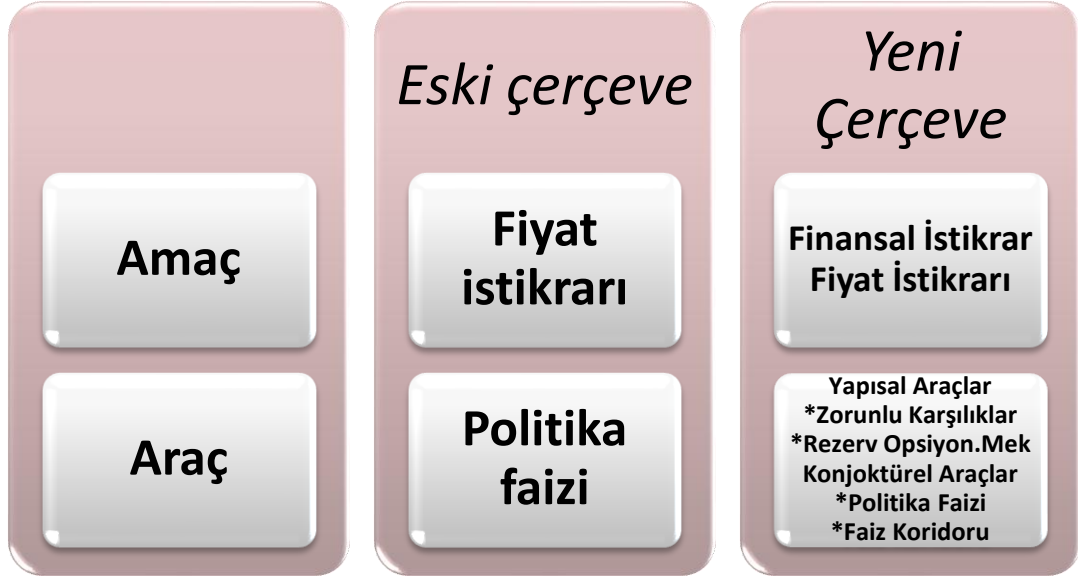 Eski çerçeve
Yeni
Çerçeve
Amaç
Fiyat
istikrarı
Finansal İstikrar
Fiyat İstikrarı
Araç
Politika
faizi
Yapısal Araçlar
*Zorunlu Karşılıklar
*Rezerv Opsiyon.Mek
Konjoktürel Araçlar
*Politika Faizi
*Faiz Koridoru